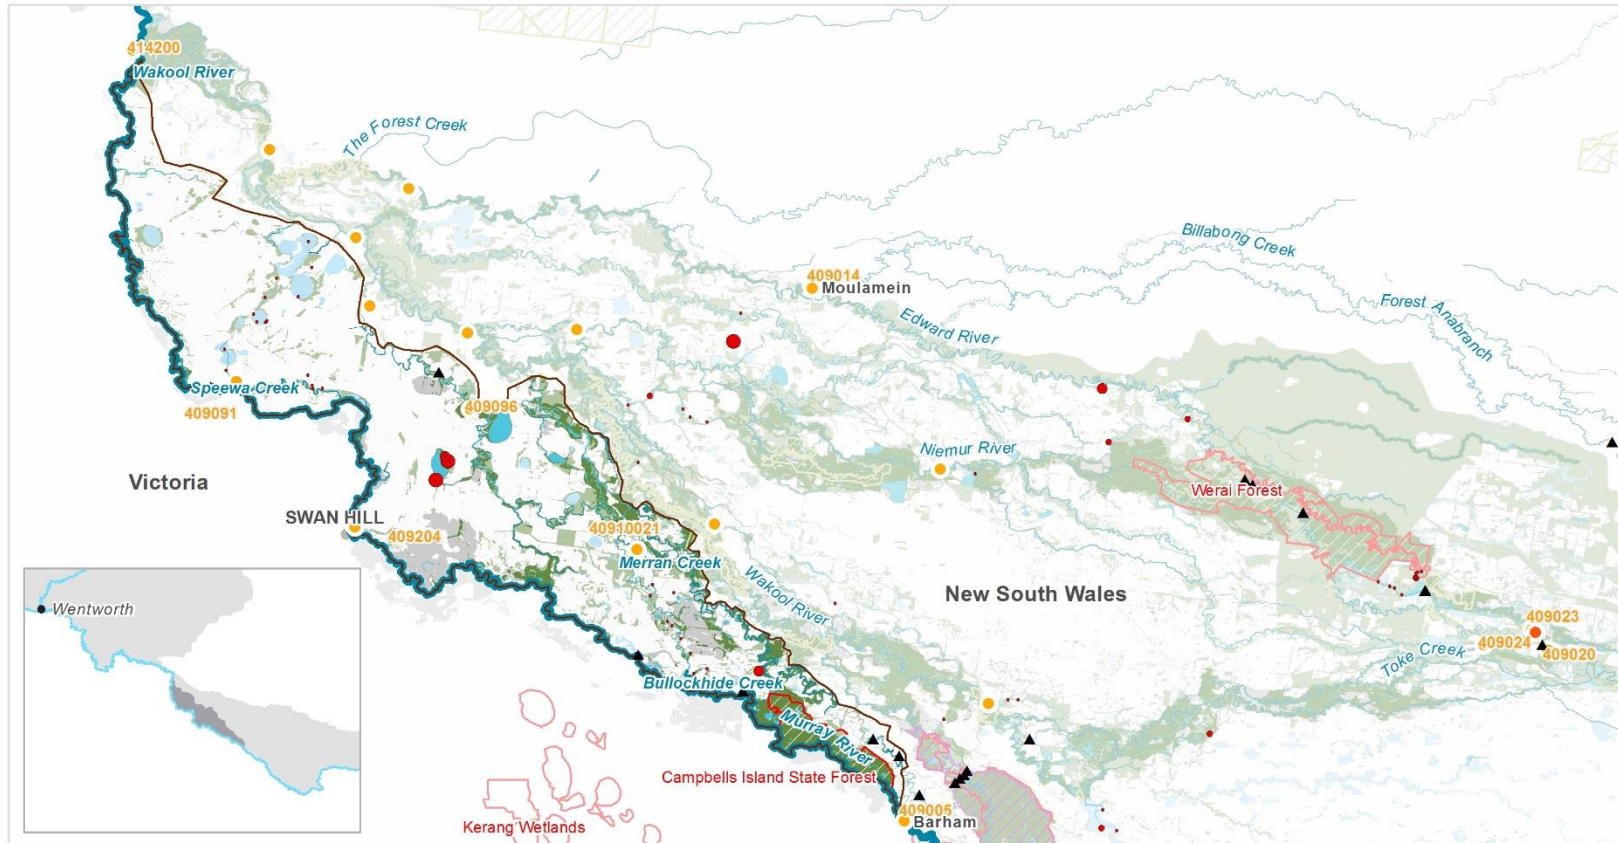 414200
Wakool River
The Forest Creek
Billabong Creek
409014
Moulamein
Forest Anabranch
Edward River
Speewa Creek
409091
409096
Niemur River
Victoria
Werai Forest
SWAN HILL
409204
40910021
Merran Creek
Wakool River
New South Wales
Wentworth
409023
409024
409020
Toke Creek
Bullockhide Creek
Murray River
Campbells Island State Forest
409005
Barham
Kerang Wetlands